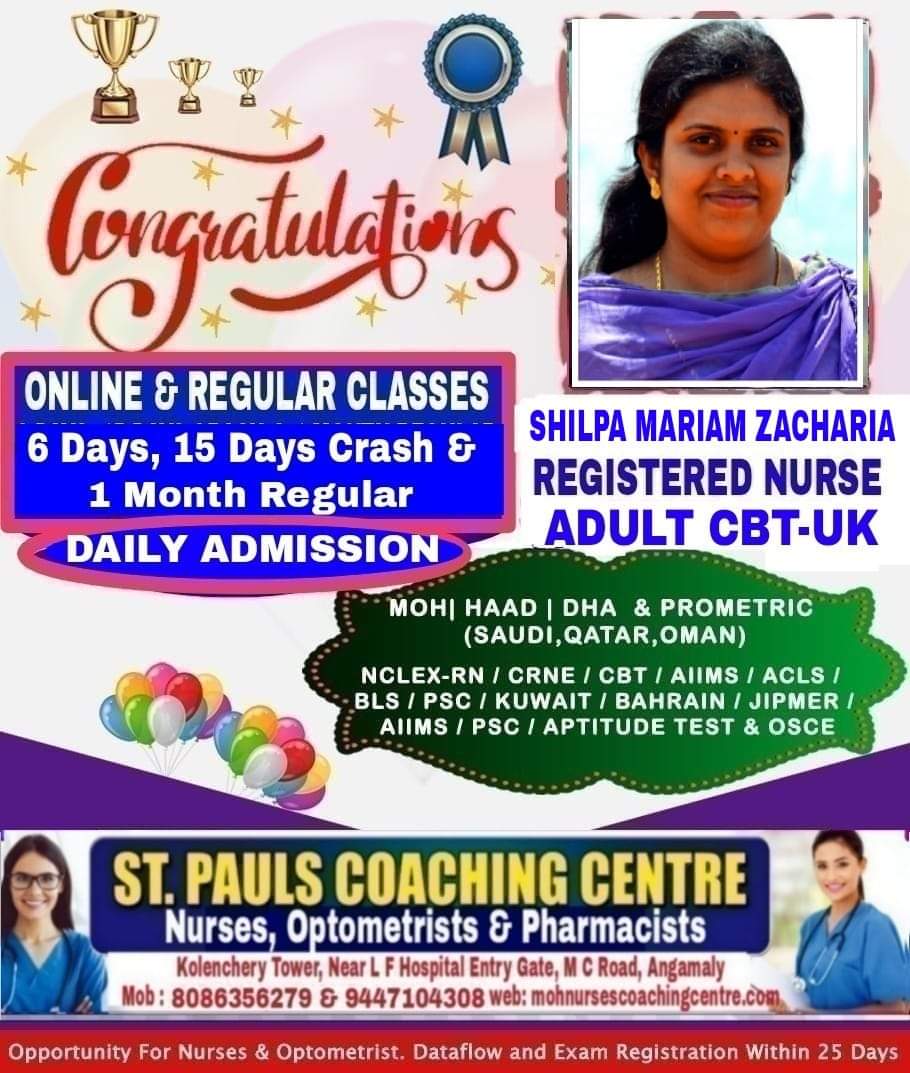 Congratulations
ONLINE & REGULAR CLASSES
6 Days, 15 Days Crash &
1 Month Regular
DAILY ADMISSION
SHILPA MARIAM ZACHARIA
REGISTERED NURSE
ADULT CBT-UK
MOH| HAAD | DHA & PROMETRIC
(SAUDI,QATAR,OMAN)
NCLEX-RN / CRNE / CBT / AIIMS / ACLS /
BLS / PSC / KUWAIT / BAHRAIN / JIPMER /
AIIMS / PSC / APTITUDE TEST & OSCE
ST. PAULS COACHING CENTRE
Nurses, Optometrists & Pharmacists
Kolenchery Tower, Near L F Hospital Entry Gate, M C Road, Angamaly
Mob : 8086356279 & 9447104308 web: mohnursescoachingcentre.com
Opportunity For Nurses & Optometrist. Dataflow and Exam Registration Within 25 Days